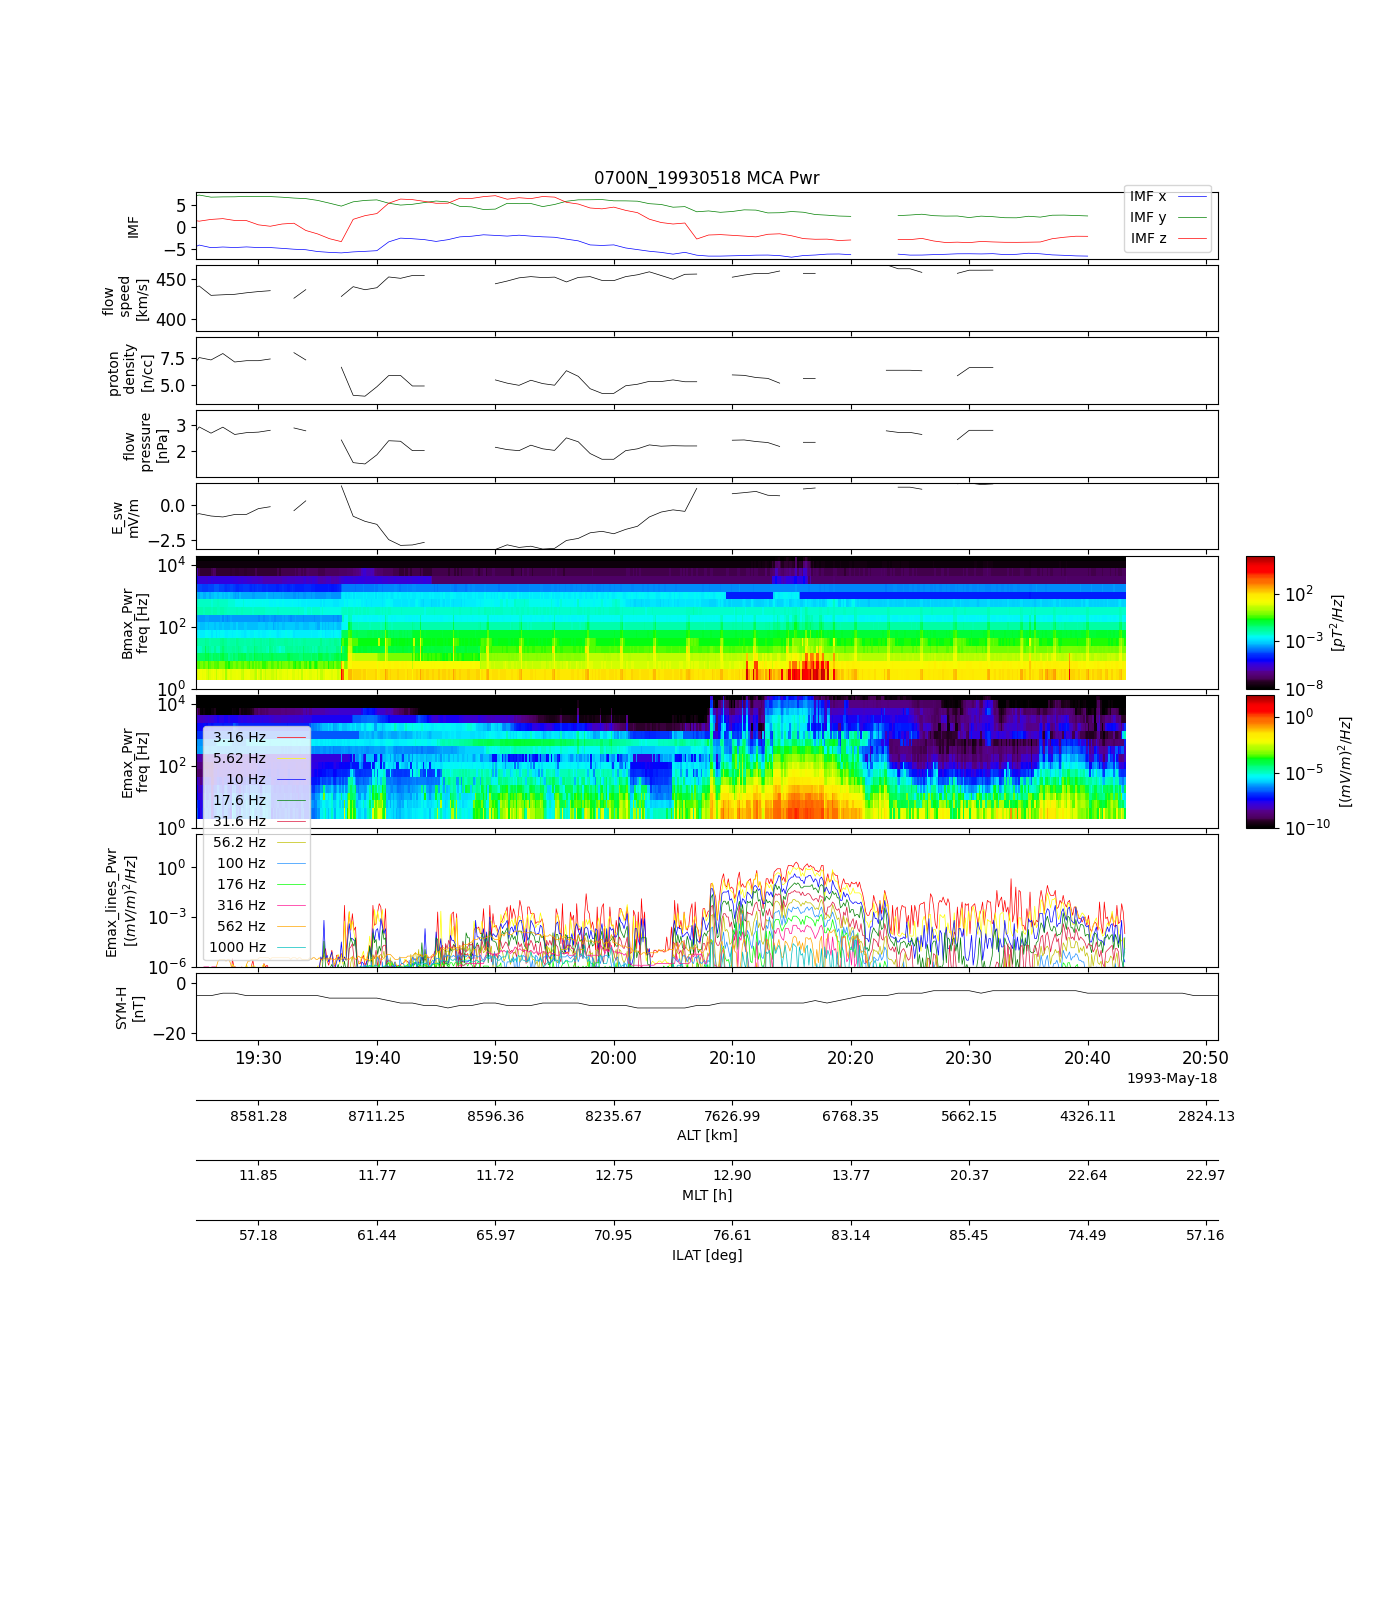 0700N_19930518 MCA Pwr
IMF
5
0
−5
IMF x
IMF y
IMF z
flow
speed
[km/s]
450
400
proton
density
[n/cc]
7.5
5.0
flow
pressure
[nPa]
3
2
E_sw
mV/m
0.0
−2.5
Bmax_Pwr
freq [Hz]
10^4
10^2
10^0
10^2
10^−3
10^−8
[pT^2/Hz]
Emax_Pwr
freq [Hz]
10^4
10^2
10^0
10^0
10^−5
10^−10
[(mV/m)^2/Hz]
3.16 Hz
5.62 Hz
10 Hz
17.6 Hz
31.6 Hz
56.2 Hz
100 Hz
176 Hz
316 Hz
562 Hz
1000 Hz
Emax_lines_Pwr
[(mV/m)^2/Hz]
10^0
10^−3
10^−6
SYM-H
[nT]
0
−20
19:30 19:40 19:50 20:00 20:10 20:20 20:30 20:40 20:50
1993-May-18
8581.28 8711.25 8596.36 8235.67 7626.99 6768.35 5662.15 4326.11 2824.13
ALT [km]
11.85 11.77 11.72 12.75 12.90 13.77 20.37 22.64 22.97
MLT [h]
57.18 61.44 65.97 70.95 76.61 83.14 85.45 74.49 57.16
ILAT [deg]